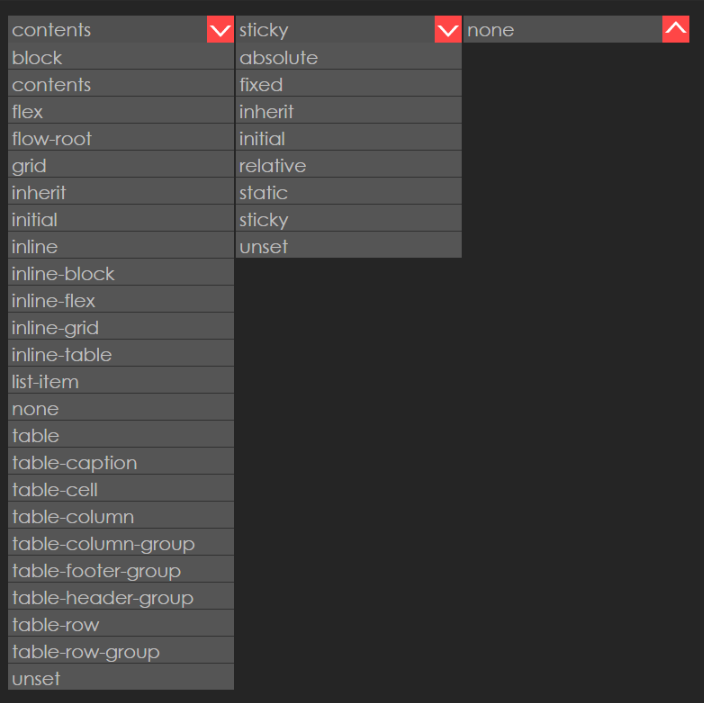 contents sticky none
block absolute
contents fixed
flex inherit
flow-root initial
grid relative
inherit static
initial sticky
inline unset
inline-block
inline-flex
inline-grid
inline-table
list-item
none
table
table-caption
table-cell
table-column
table-column-group
table-footer-group
table-header-group
table-row
table-row-group
unset